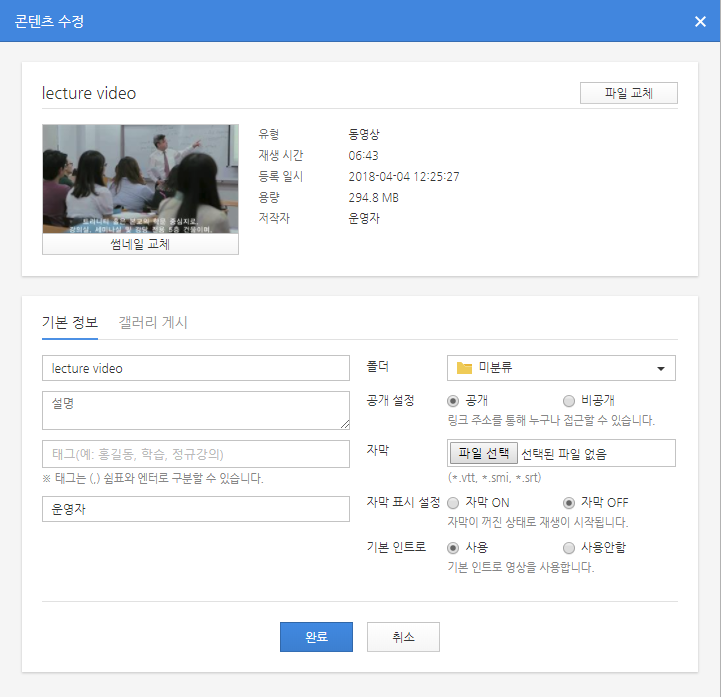 콘텐츠 수정
lecture video
파일 교체
유형 동영상
재생 시간 06:43
등록 일시 2018-04-04 12:25:27
용량 294.8 MB
저작자 운영자
썸네일 교체
기본 정보 갤러리 게시
lecture video
설명
태그(예: 홍길동, 학습, 정규강의)
※ 태그는 (,) 쉼표와 엔터로 구분할 수 있습니다.
운영자
폴더 미분류
공개 설정 공개 비공개
링크 주소를 통해 누구나 접근할 수 있습니다.
자막 파일 선택 선택된 파일 없음
(*.vtt, *.smi, *.srt)
자막 표시 설정 자막 ON 자막 OFF
자막이 꺼진 상태로 재생이 시작됩니다.
기본 인트로 사용 사용안함
기본 인트로 영상을 사용합니다.
완료 취소